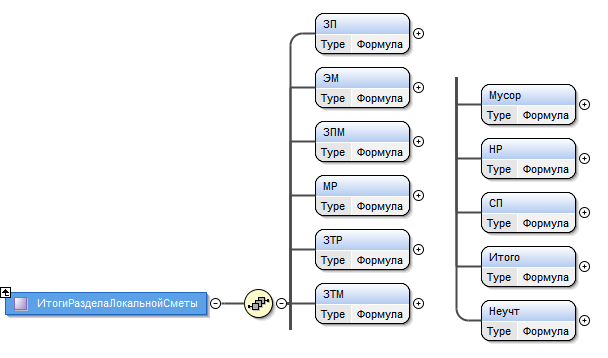 ЗП
Type Формула
ЭМ
Type Формула
ЗПМ
Type Формула
МР
Type Формула
ЗТР
Type Формула
ИтогиРазделаЛокальнойСметы
ЗТМ
Type Формула
Мусор
Type Формула
НР
Type Формула
СП
Type Формула
Итого
Type Формула
Неучт
Type Формула